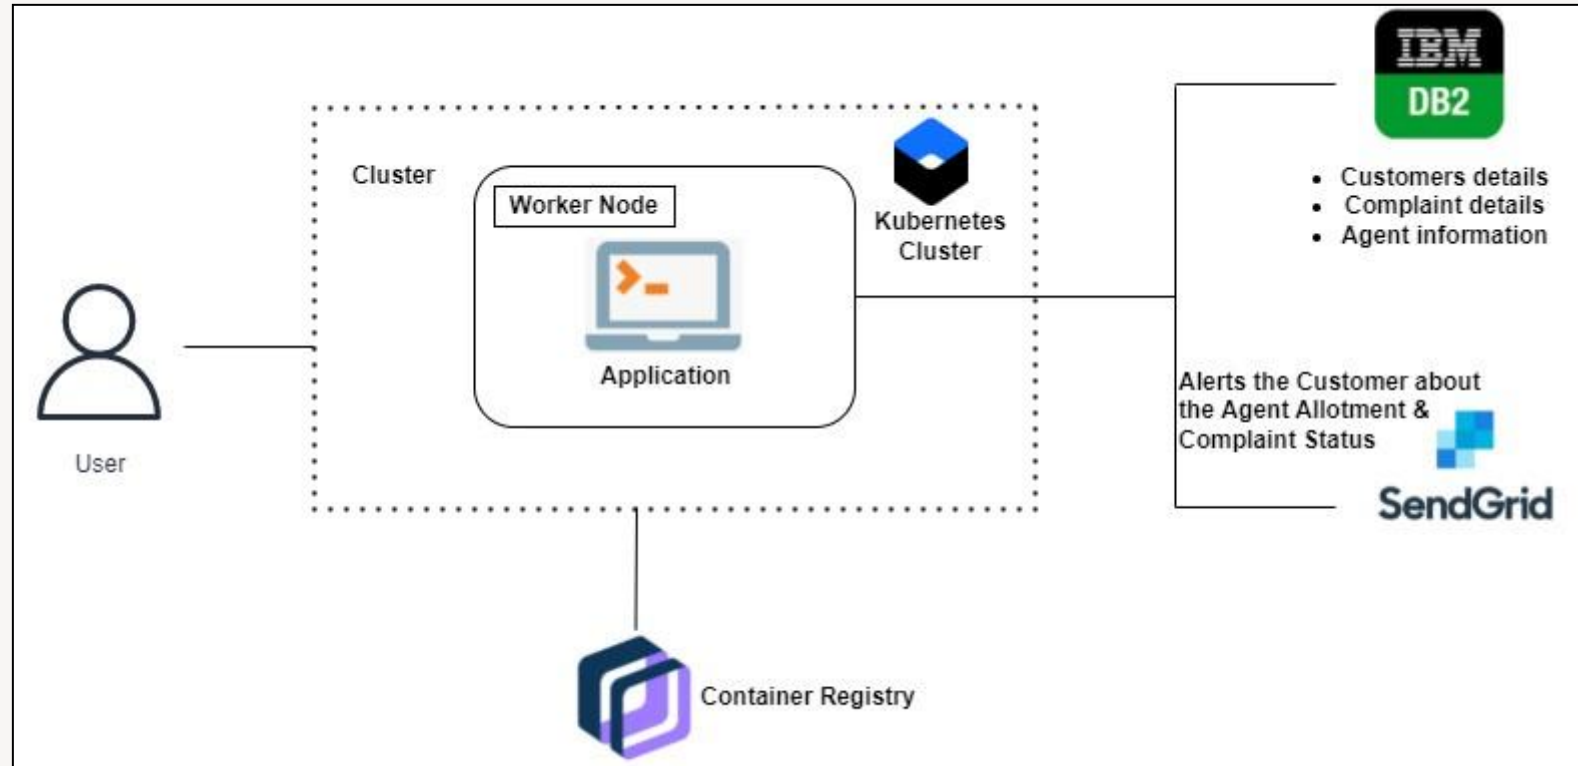 IBM
DB2
• Customers details
• Complaint details
• Agent information
Cluster
Worker Node
Application
Kubernetes
Cluster
User
Alerts the Customer about
the Agent Allotment &
Complaint Status
SendGrid
Container Registry